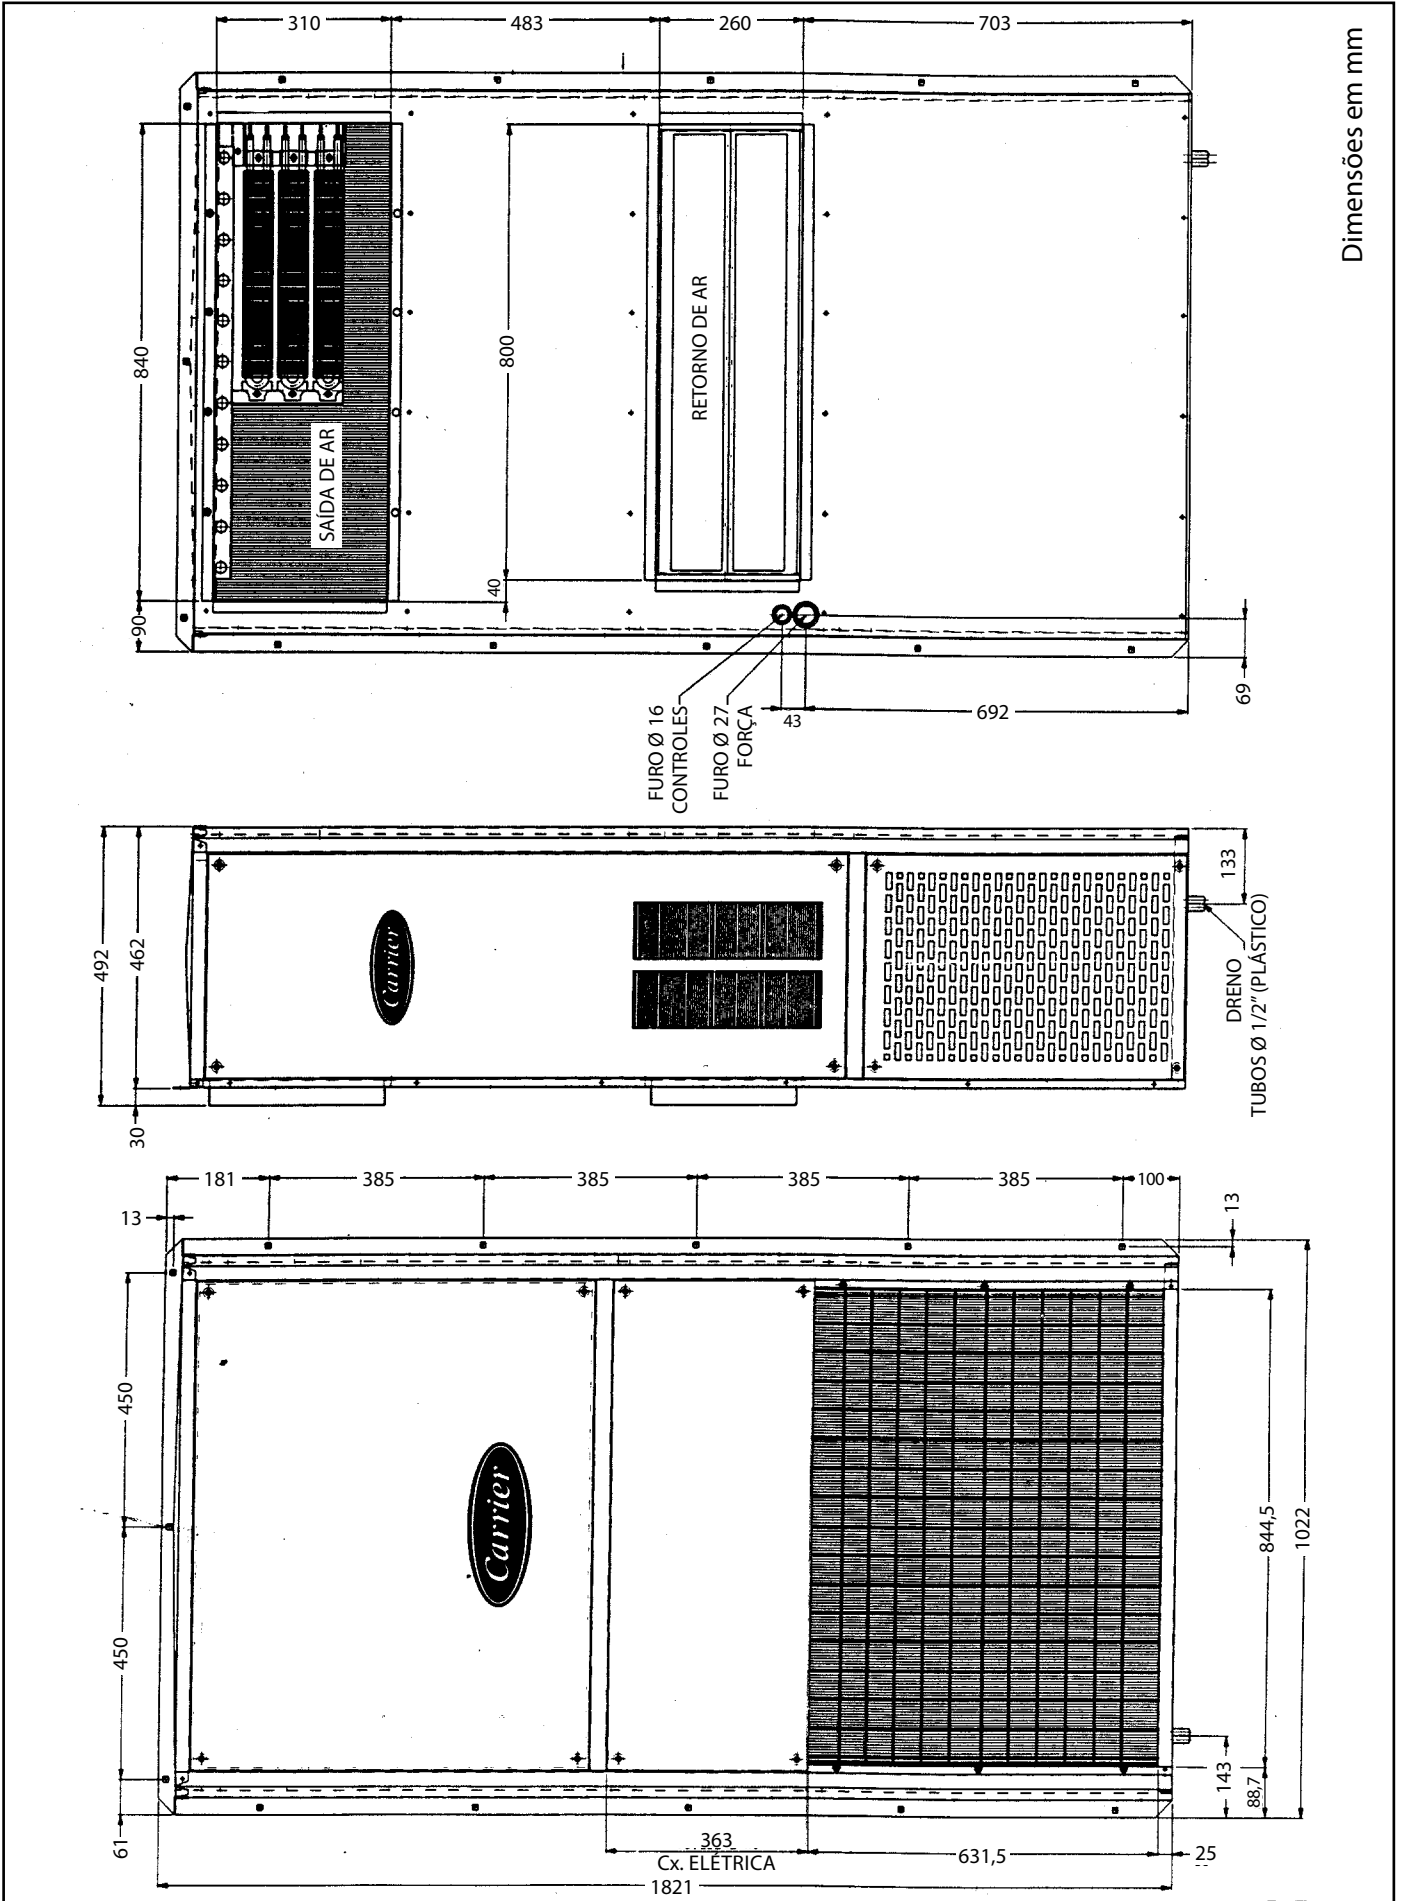 310
483
260
703
Dimensões em mm
840
800
RETORNO DE AR
SAÍDA DE AR
40
90
FURO Ø 16
CONTROLES
FURO Ø 27
FORÇA
43
692
69
492
462
30
Carrier
133
DRENO
TUBOS Ø 1/2" (PLÁSTICO)
181
385
385
385
385
100
13
13
450
450
61
Carrier
844,5
1022
143
88,7
363
Cx. ELÉTRICA
631,5
25
1821